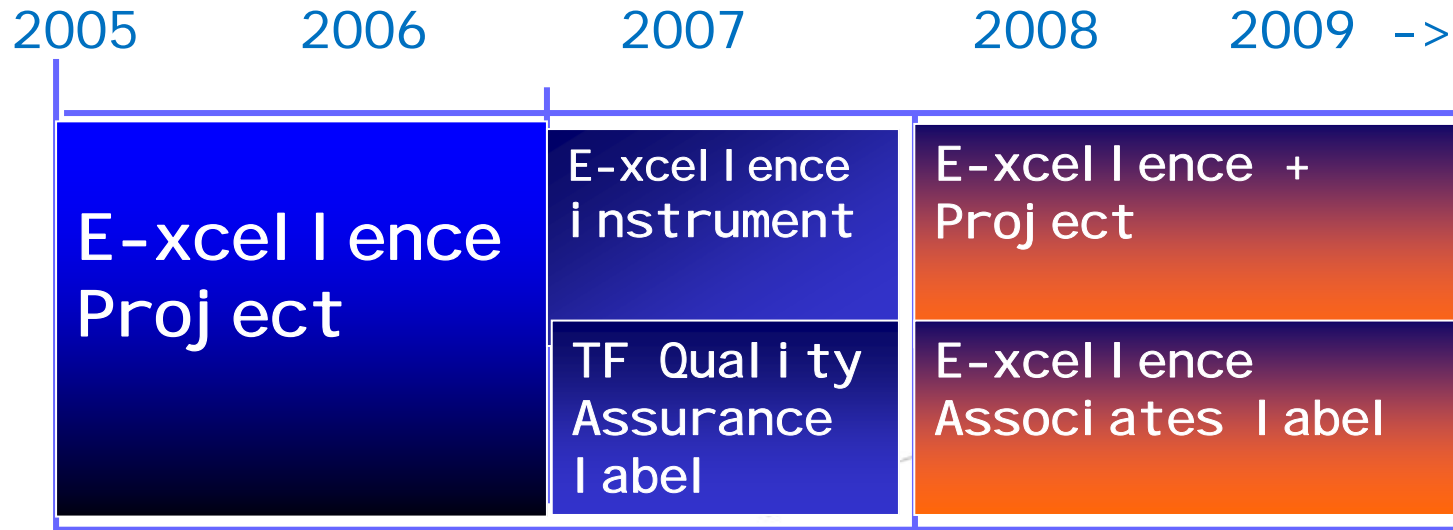 2005 2006 2007 2008 2009 ->
E-xcellence
Project
E-xcellence
instrument
TF Quality
Assurance
label
E-xcellence +
Project
E-xcellence
Associates label